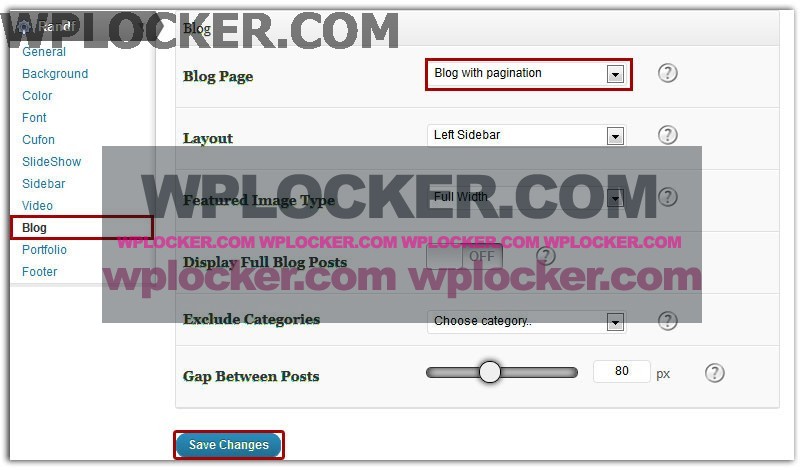 WPLOCKER.COM
Blog
General
Background
Color
Font
Cufon
SlideShow
Sidebar
Video
Blog
Portfolio
Footer
Blog Page Blog with pagination ?
Layout Left Sidebar ?
WPLOCKER.COM
Featured Image Type Full Width ?
WPLOCKER.COM WPLOCKER.COM WPLOCKER.COM WPLOCKER.COM
Display Full Blog Posts OFF ?
wplocker.com wplocker.com
Exclude Categories Choose category.. ?
Gap Between Posts 80 px ?
Save Changes